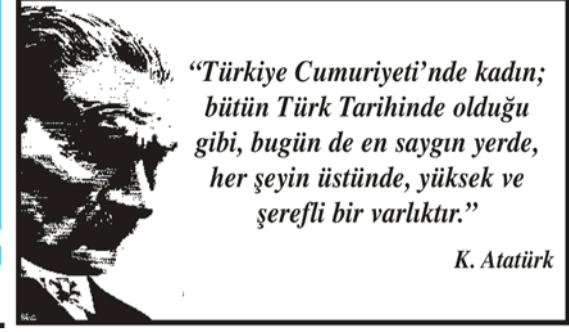 “Türkiye Cumuriyeti’nde kadın;
bütün Türk Tarihinde olduğu
gibi, bugün de en saygın yerde,
her şeyin üstünde, yüksek ve
şerefli bir varlıktır.”
K. Atatürk